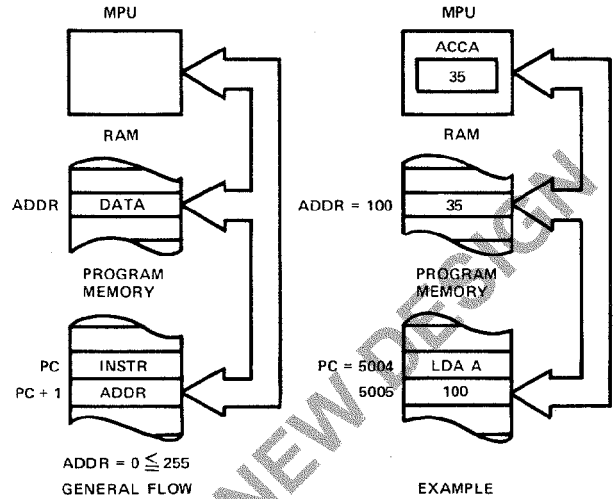 MPU
RAM
ADDR DATA
PROGRAM
MEMORY
PC INSTR
PC + 1 ADDR
ADDR = 0 ≦ 255
GENERAL FLOW
MPU
ACCA
35
RAM
ADDR = 100 35
PROGRAM
MEMORY
PC = 5004 LDA A
5005 100
EXAMPLE
NEW DESIGN